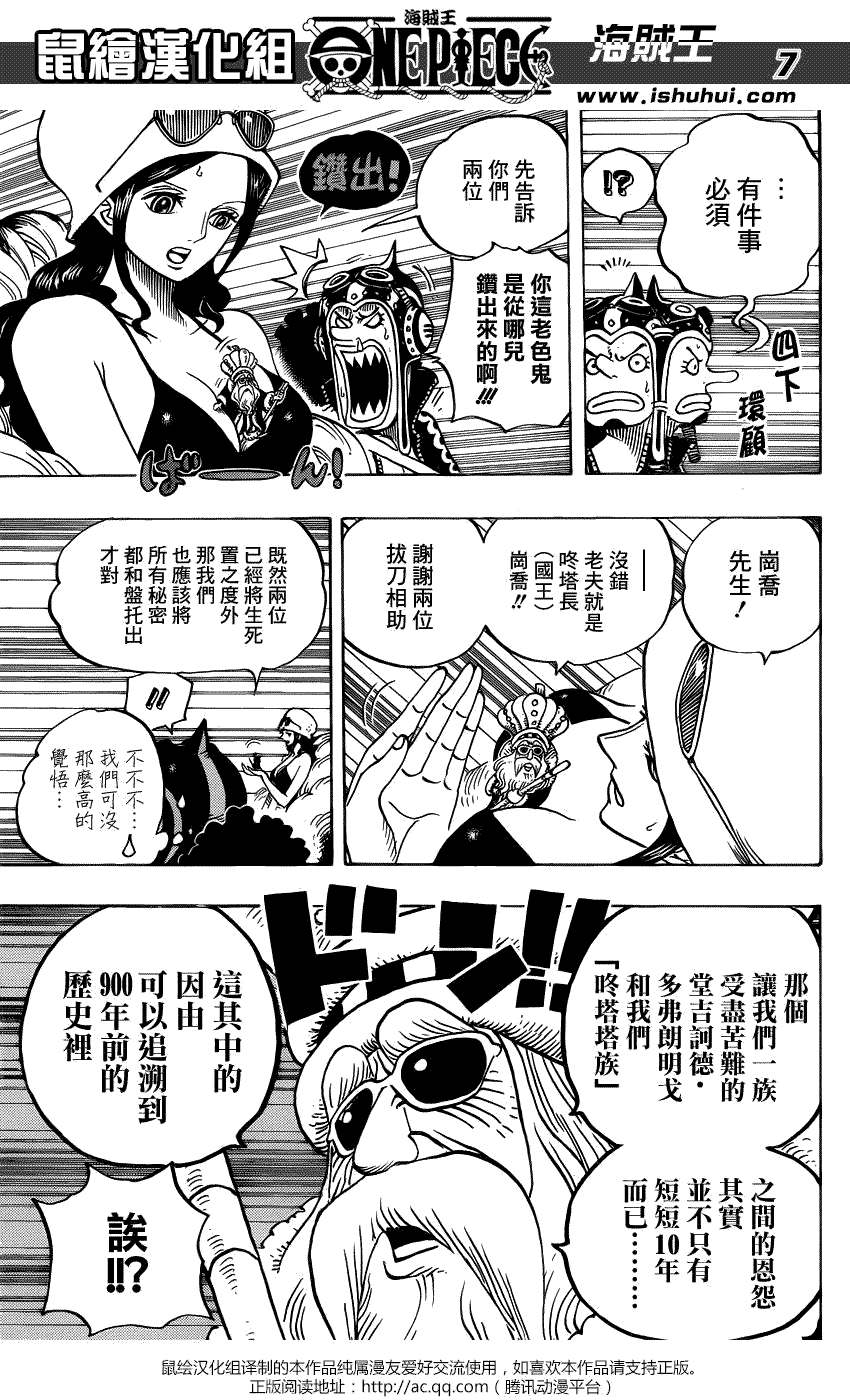 鼠繪漢化組
海賊王
ONE PIECE
海賊王
7
www.ishuhui.com
…
有件事
必須
!?
四下
環顧
先告訴
你們
兩位
鑽出!
你這老色鬼
是從哪兒
鑽出來的啊!!!
ばーん!
崗喬
先生!
——
沒錯
老夫就是
咚塔長
(國王)
崗喬!!
謝謝兩位
拔刀相助
既然兩位
已經將生死
置之度外
那我們
也應該將
所有秘密
都和盤托出
才對
!!
不不不…
我們可沒
那麼高的
覺悟…
ドン!!
那個
讓我們一族
受盡苦難的
堂吉訶德・
多弗朗明戈
和我們
「咚塔塔族」
之間的恩怨
其實
並不只有
短短10年
而已………
這其中的
因由
可以追溯到
900年前的
歷史裡
誒
!!?
鼠绘汉化组译制的本作品纯属漫友爱好交流使用，如喜欢本作品请支持正版。
正版阅读地址：http://ac.qq.com（腾讯动漫平台）